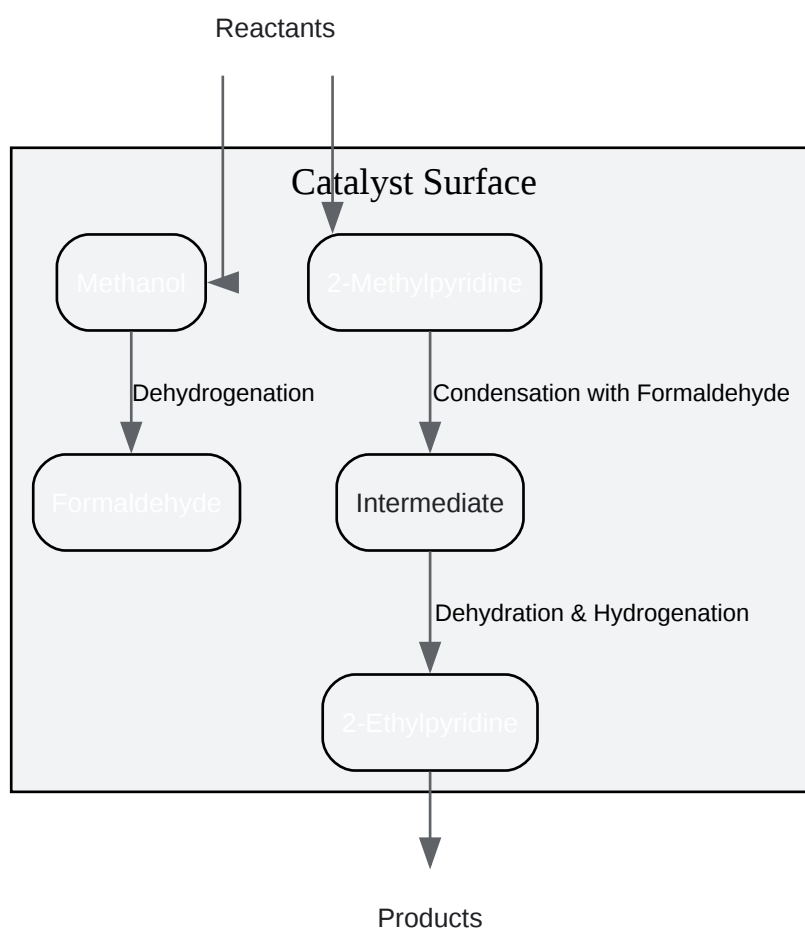 Reactants
Catalyst Surface
Methanol
2-Methylpyridine
Dehydrogenation
Condensation with Formaldehyde
Formaldehyde
Intermediate
Dehydration & Hydrogenation
2-Ethylpyridine
Products